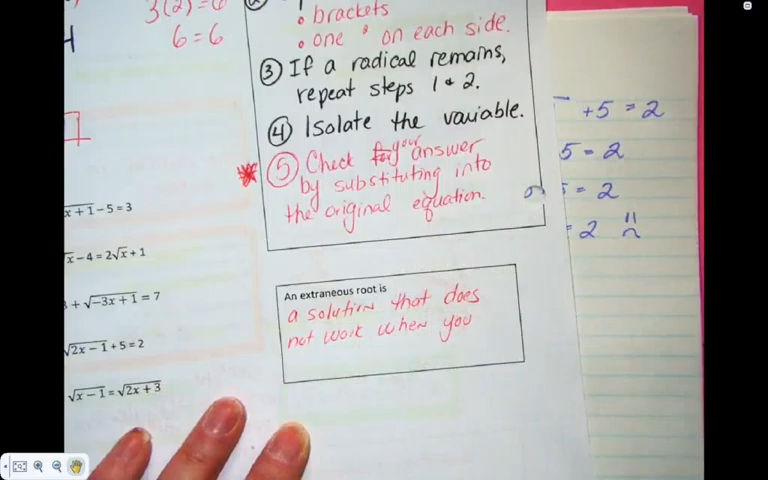 3(2) = 6
6 = 6
• brackets
• one " on each side.
③ If a radical remains,
repeat steps 1 & 2.
④ Isolate the variable.
⑤ Check your answer
by substituting into
the original equation.
+5 = 2
5 = 2
= 2
= 2
√x+1 - 5 = 3
√x - 4 = 2√x + 1
+ √-3x + 1 = 7
√2x - 1 + 5 = 2
√x - 1 = √2x + 3
An extraneous root is
a solution that does
not work when you